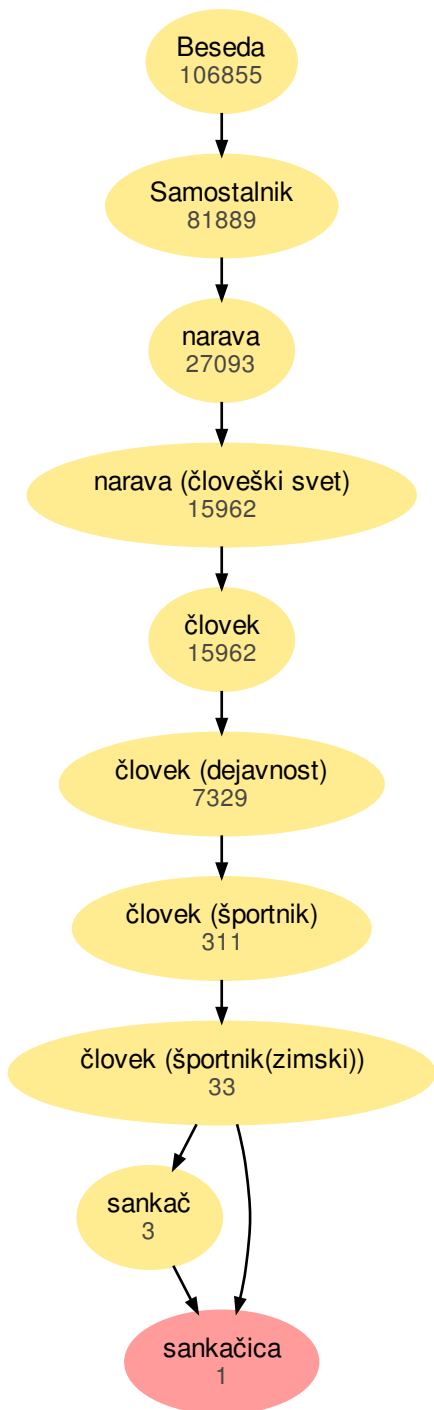 Beseda
106855
Samostalnik
81889
narava
27093
narava (človeški svet)
15962
človek
15962
človek (dejavnost)
7329
človek (športnik)
311
človek (športnik(zimski))
33
sankač
3
sankačica
1